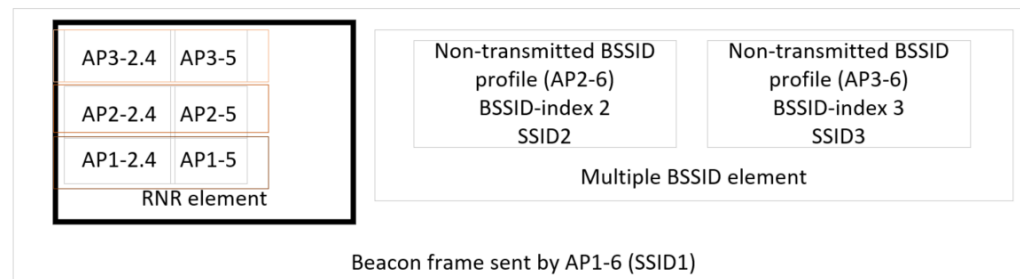 AP3-2.4 AP3-5
AP2-2.4 AP2-5
AP1-2.4 AP1-5
RNR element
Non-transmitted BSSID
profile (AP2-6)
BSSID-index 2
SSID2
Non-transmitted BSSID
profile (AP3-6)
BSSID-index 3
SSID3
Multiple BSSID element
Beacon frame sent by AP1-6 (SSID1)